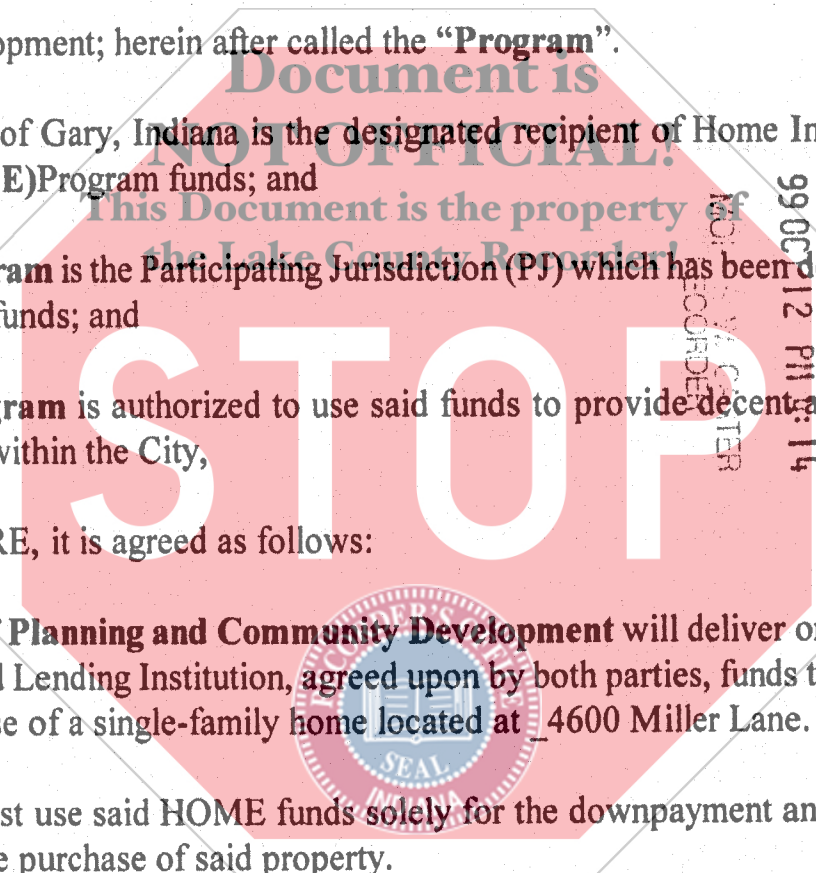 opment; herein after called the “Program”.
Document is
of Gary, Indiana is the designated recipient of Home In
NOT OFFICIAL!
E)Program funds; and
This Document is the property of
the Lake County Recorder!
ram is the Participating Jurisdiction (PJ) which has been d
funds; and
STOP
gram is authorized to use said funds to provide decent a
within the City,
RE, it is agreed as follows:
Planning and Community Development will deliver or
d Lending Institution, agreed upon by both parties, funds t
se of a single-family home located at _4600 Miller Lane.
RECORDER'S
SEAL
INDIANA
st use said HOME funds solely for the downpayment an
e purchase of said property.
99 OCT 12 PM
14
RECORDER